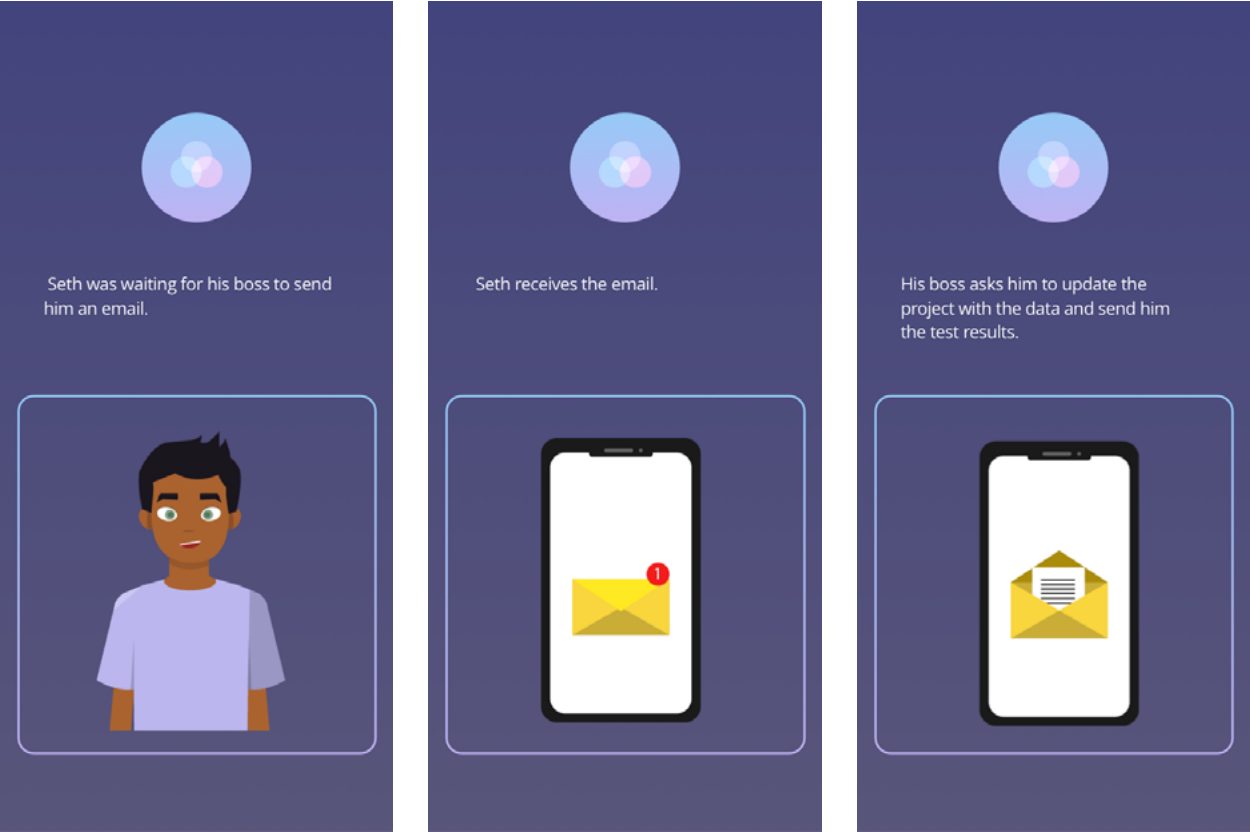 Seth was waiting for his boss to send
him an email.
Seth receives the email.
1
His boss asks him to update the
project with the data and send him
the test results.